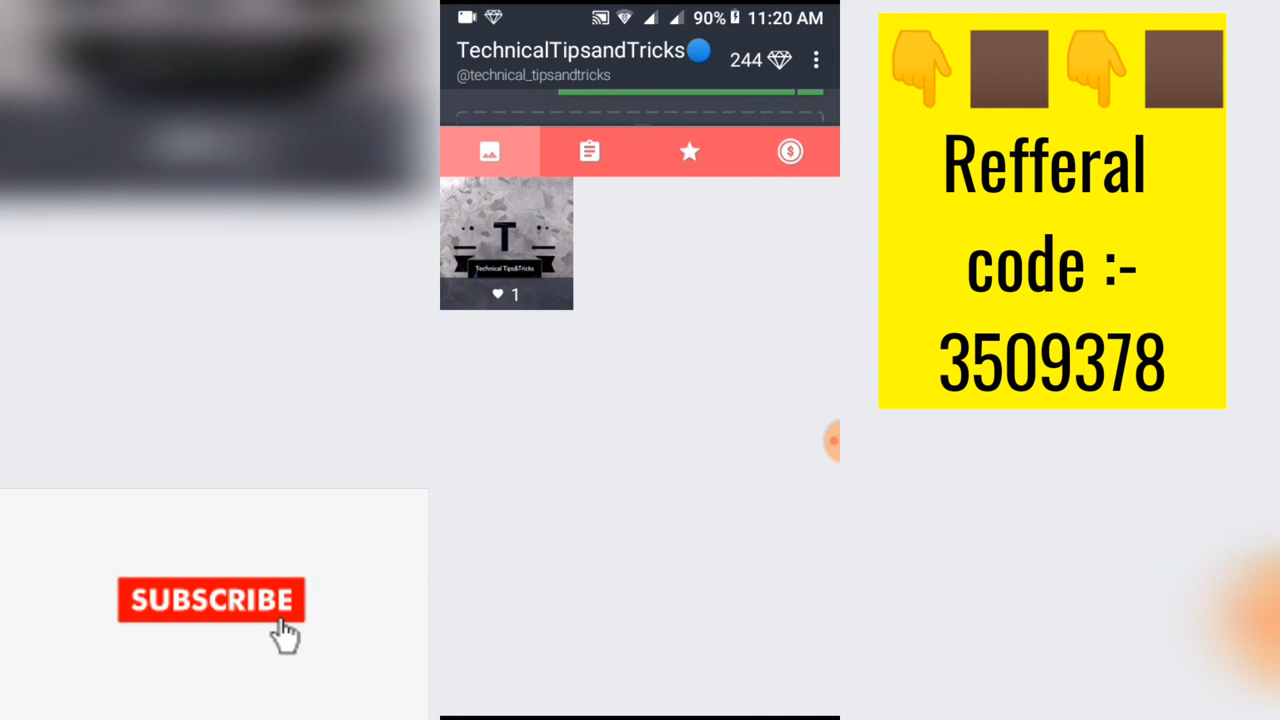 90% 11:20 AM
TechnicalTipsandTricks
@technical_tipsandtricks
244
T
Technical Tips&Tricks
1
SUBSCRIBE
Refferal
code :-
3509378